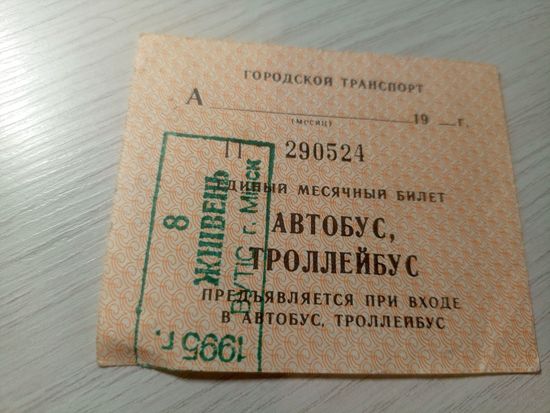 ГОРОДСКОЙ ТРАНСПОРТ
А 19 г.
(месяц)
290524
ЕДИНЫЙ МЕСЯЧНЫЙ БИЛЕТ
АВТОБУС,
ТРОЛЛЕЙБУС
ПРЕДЪЯВЛЯЕТСЯ ПРИ ВХОДЕ
В АВТОБУС, ТРОЛЛЕЙБУС
8
ЖНІВЕНЬ
г. Мінск
1995 г.